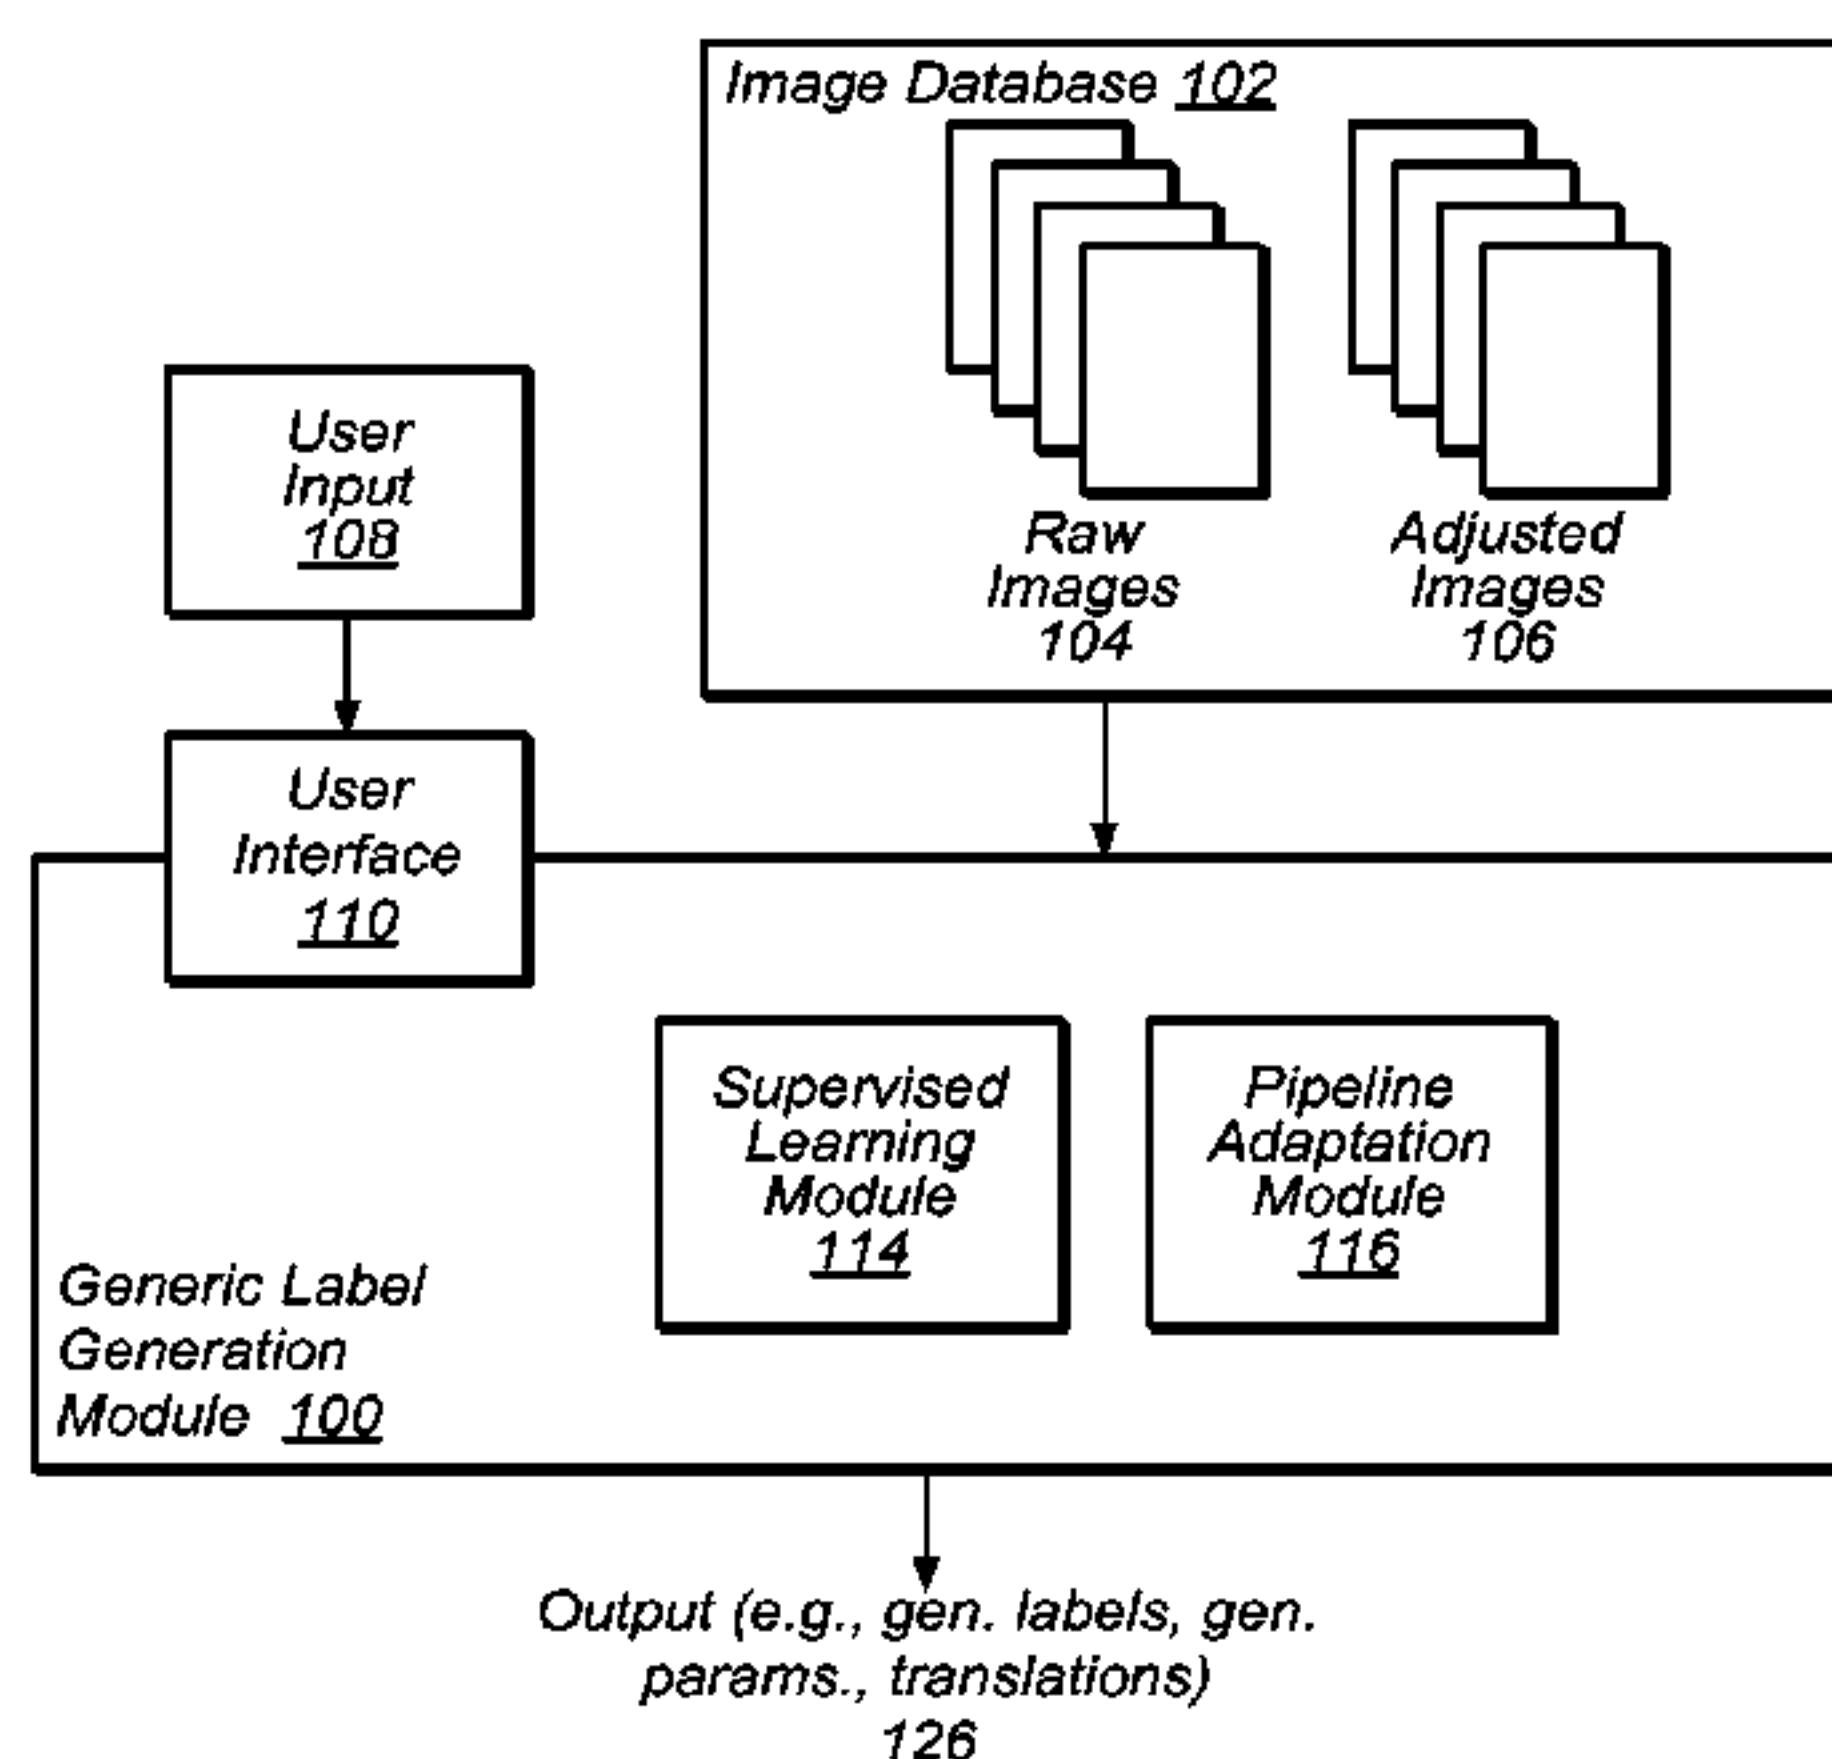 Image Database 102
Raw
Images
104
Adjusted
Images
106
User
Input
108
User
Interface
110
Supervised
Learning
Module
114
Pipeline
Adaptation
Module
116
Generic Label
Generation
Module 100
Output (e.g., gen. labels, gen.
params., translations)
126